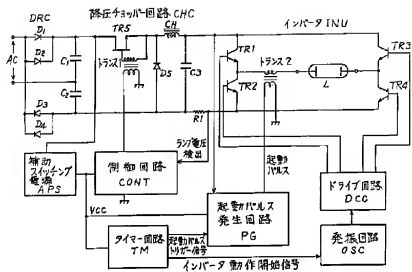 降圧チョッパー回路 CHC
インバータ INU
DRC
D1
TR5
CH
TR1
TR3
D2
C1
トランス1
トランス2
AC
D5
C3
L
TR2
TR4
C2
D3
R1
D4
ランプ電圧
検出
起動
パルス
補助
スイッチング
電源
APS
制御回路
CONT
ドライブ回路
DCC
VCC
起動パルス
発生回路
PG
タイマー回路
TM
起動パルス
トリガー信号
発振回路
OSC
インバータ動作開始信号